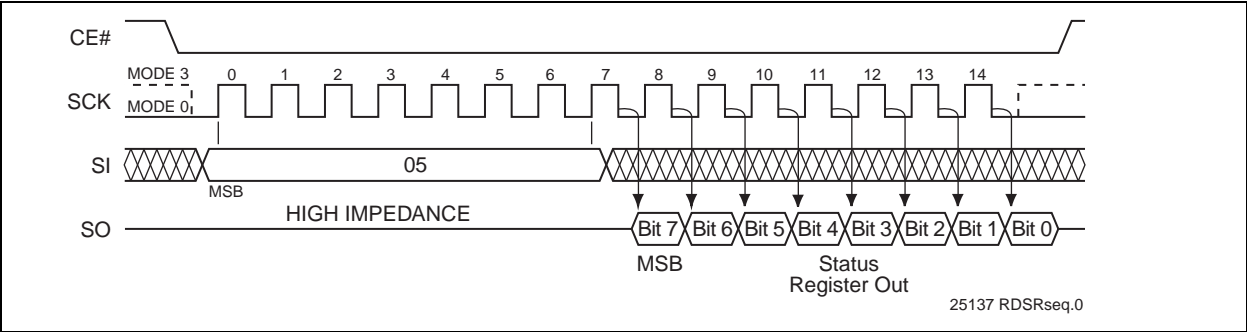 CE#
MODE 3 0 1 2 3 4 5 6 7 8 9 10 11 12 13 14
SCK MODE 0
SI 05
MSB
HIGH IMPEDANCE
SO Bit 7 Bit 6 Bit 5 Bit 4 Bit 3 Bit 2 Bit 1 Bit 0
MSB Status
Register Out
25137 RDSRseq.0